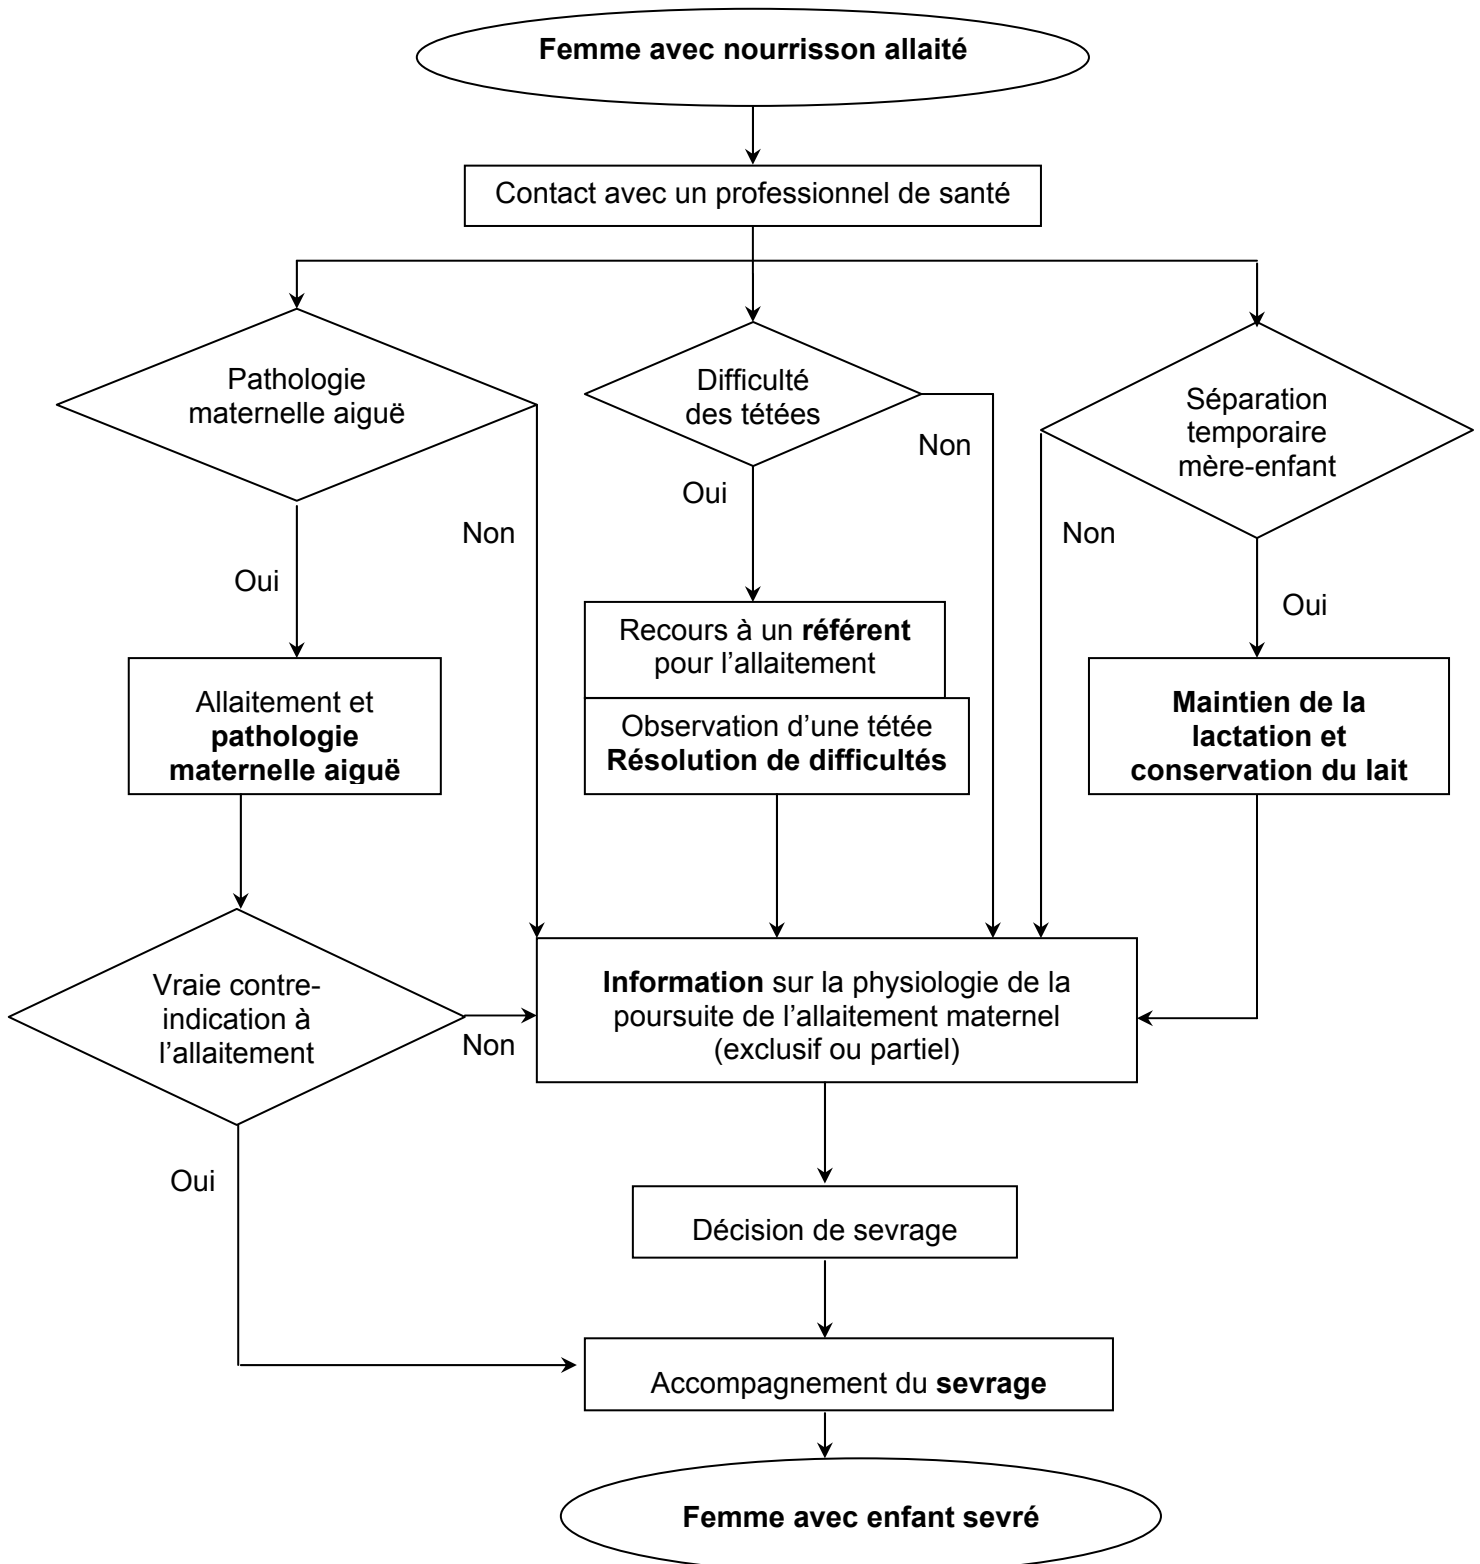 Femme avec nourrisson allaité
Contact avec un professionnel de santé
Pathologie
maternelle aiguë
Difficulté
des tétées
Séparation
temporaire
mère-enfant
Non
Oui
Non
Non
Oui
Oui
Recours à un référent
pour l’allaitement
Allaitement et
pathologie
maternelle aiguë
Observation d’une tétée
Résolution de difficultés
Maintien de la
lactation et
conservation du lait
Vraie contre-
indication à
l’allaitement
Non
Information sur la physiologie de la
poursuite de l’allaitement maternel
(exclusif ou partiel)
Oui
Décision de sevrage
Accompagnement du sevrage
Femme avec enfant sevré